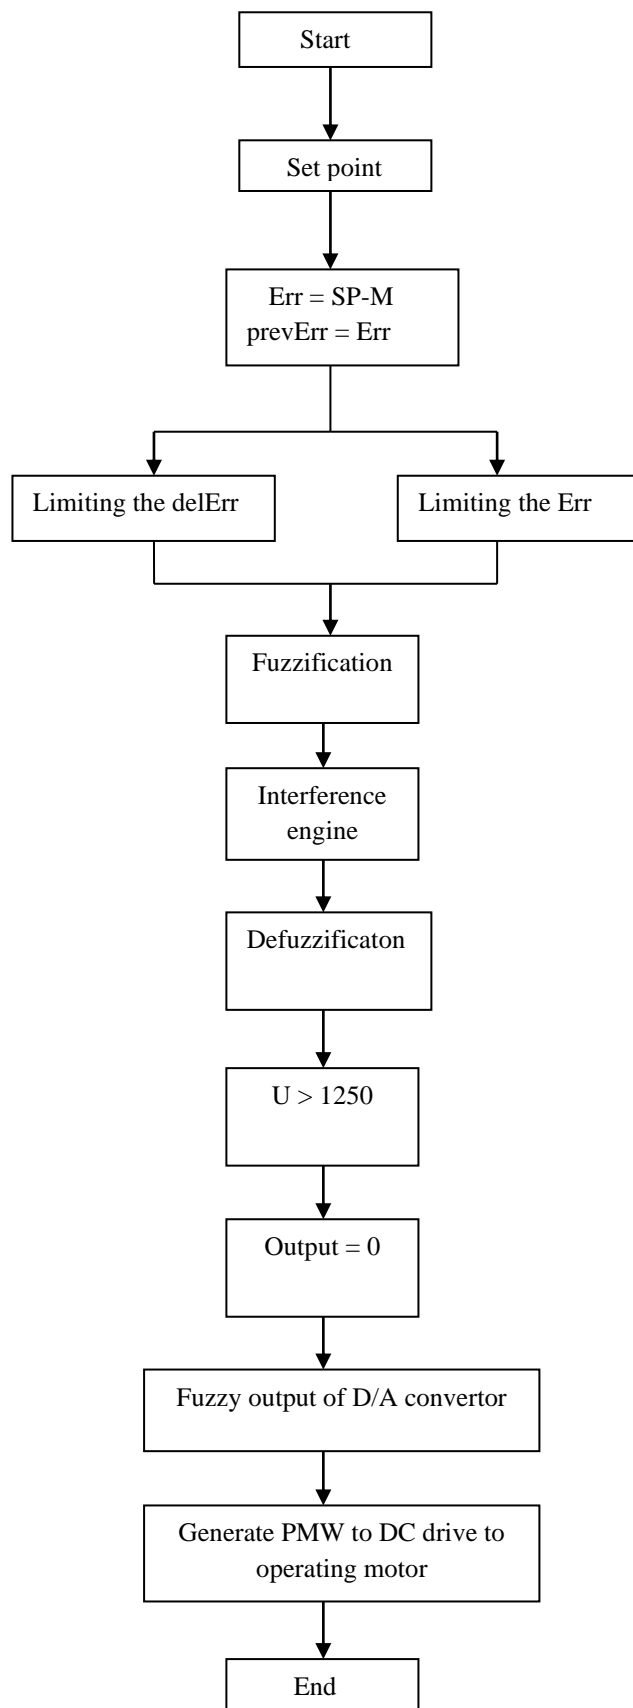 Start
Set point
Err = SP-M
prevErr = Err
Limiting the delErr
Limiting the Err
Fuzzification
Interference
engine
Defuzzificaton
U > 1250
Output = 0
Fuzzy output of D/A convertor
Generate PMW to DC drive to
operating motor
End